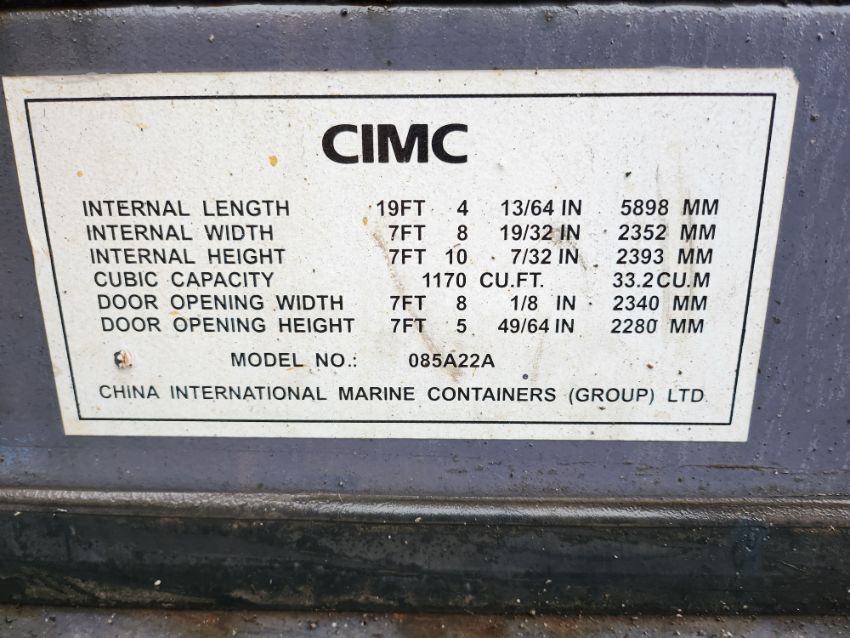 CIMC
INTERNAL LENGTH 19FT 4 13/64 IN 5898 MM
INTERNAL WIDTH 7FT 8 19/32 IN 2352 MM
INTERNAL HEIGHT 7FT 10 7/32 IN 2393 MM
CUBIC CAPACITY 1170 CU.FT. 33.2CU.M
DOOR OPENING WIDTH 7FT 8 1/8 IN 2340 MM
DOOR OPENING HEIGHT 7FT 5 49/64 IN 2280 MM
MODEL NO.: 085A22A
CHINA INTERNATIONAL MARINE CONTAINERS (GROUP) LTD.